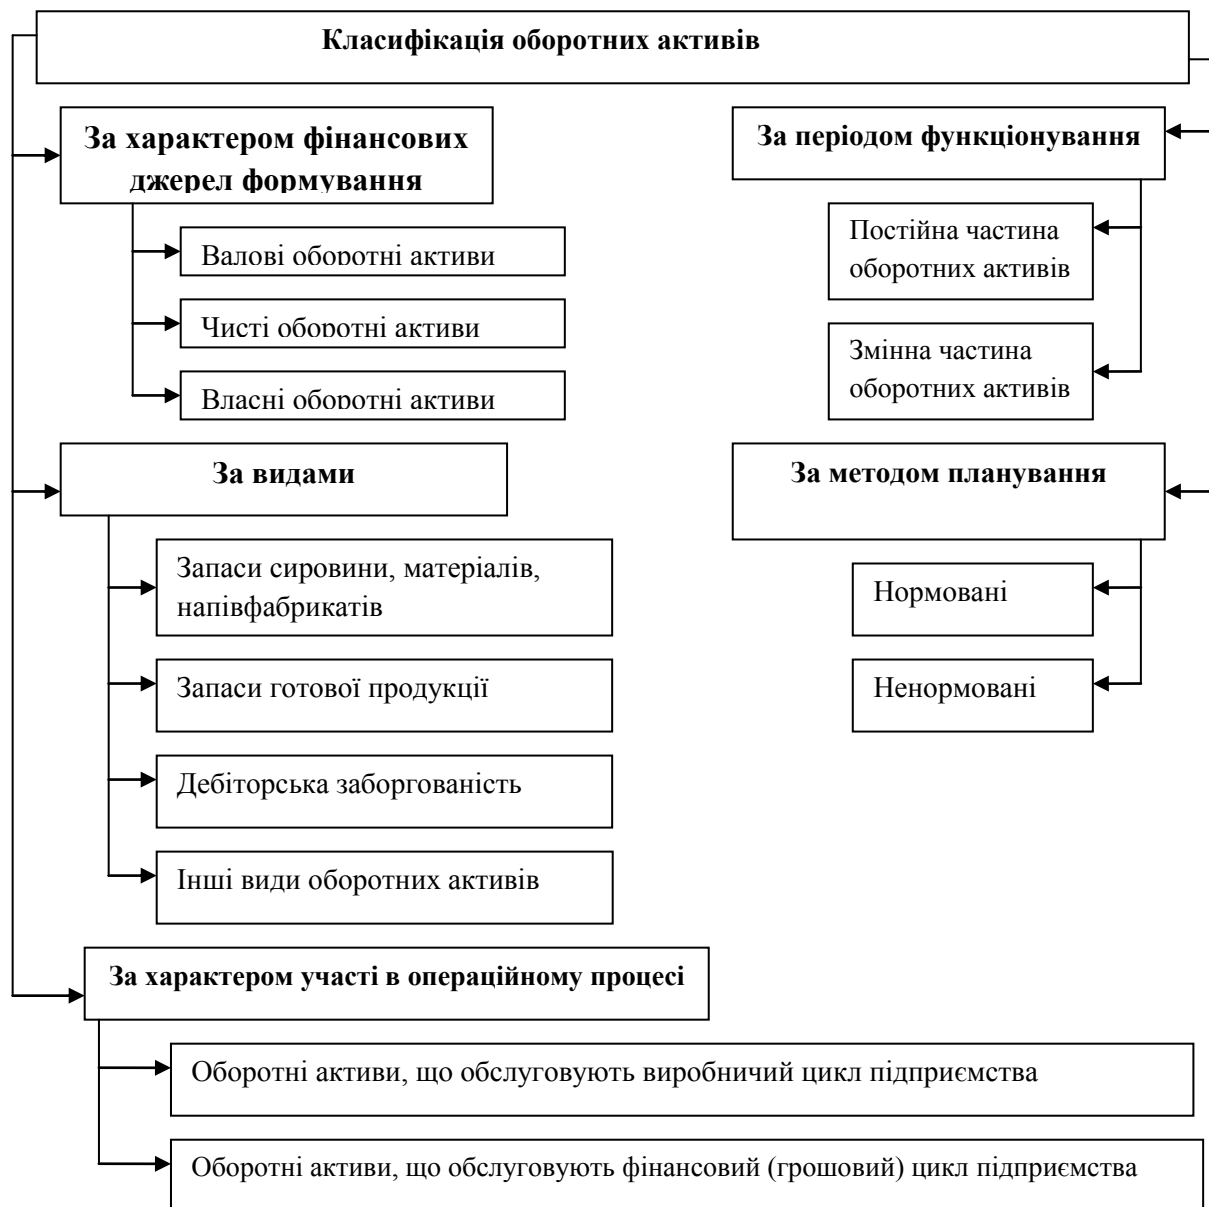 Класифікація оборотних активів
За характером фінансових
джерел формування
Валові оборотні активи
Чисті оборотні активи
Власні оборотні активи
За видами
Запаси сировини, матеріалів,
напівфабрикатів
Запаси готової продукції
Дебіторська заборгованість
Інші види оборотних активів
За періодом функціонування
Постійна частина
оборотних активів
Змінна частина
оборотних активів
За методом планування
Нормовані
Ненормовані
За характером участі в операційному процесі
Оборотні активи, що обслуговують виробничий цикл підприємства
Оборотні активи, що обслуговують фінансовий (грошовий) цикл підприємства